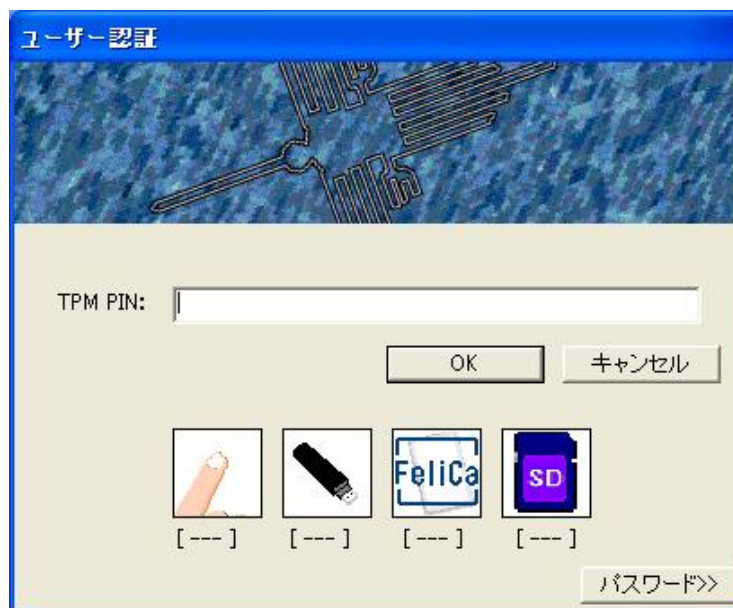 ユーザー認証
TPM PIN:
OK キャンセル
FeliCa SD
[ --- ] [ --- ] [ --- ] [ --- ]
パスワード>>